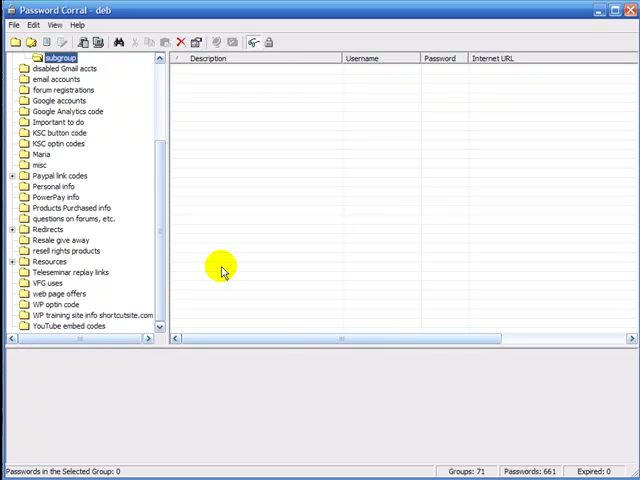 Password Corral - deb
File Edit View Help
Description Username Password Internet URL
subgroup
disabled Gmail accts
email accounts
forum registrations
Google accounts
Google Analytics code
Important to do
KSC button code
KSC optin codes
Maria
misc
Paypal link codes
Personal info
PowerPay info
Products Purchased info
questions on forums, etc.
Redirects
Resale give away
resell rights products
Resources
Teleseminar replay links
VFG uses
web page offers
WP optin code
WP training site info shortcutsite.com
YouTube embed codes
Passwords in the Selected Group: 0 Groups: 71 Passwords: 661 Expired: 0